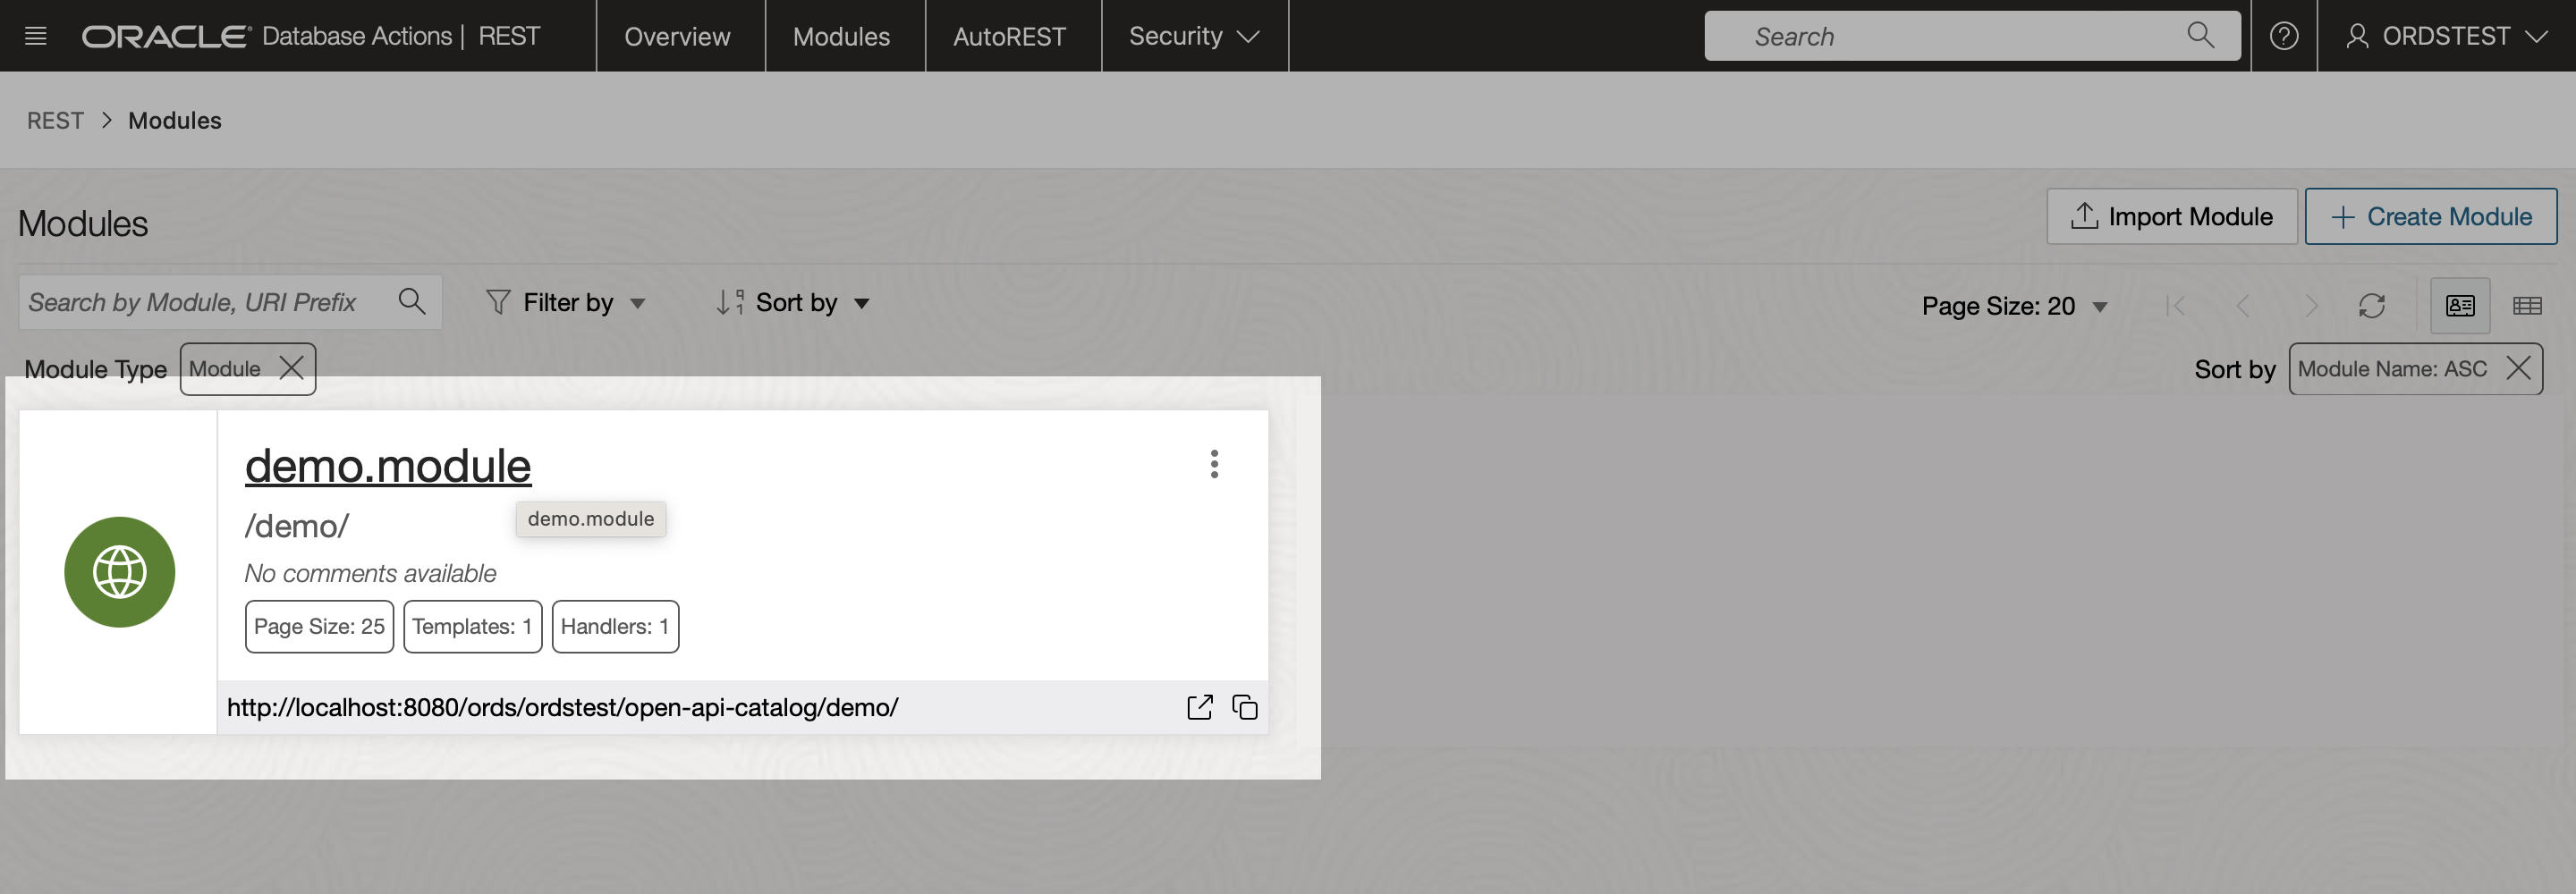 ORACLE® Database Actions | REST Overview Modules AutoREST Security Search ORDSTEST
REST > Modules
Modules
Import Module
+ Create Module
Search by Module, URI Prefix
Filter by
Sort by
Page Size: 20
Module Type Module
Sort by Module Name: ASC
demo.module
/demo/
demo.module
No comments available
Page Size: 25 Templates: 1 Handlers: 1
http://localhost:8080/ords/ordstest/open-api-catalog/demo/